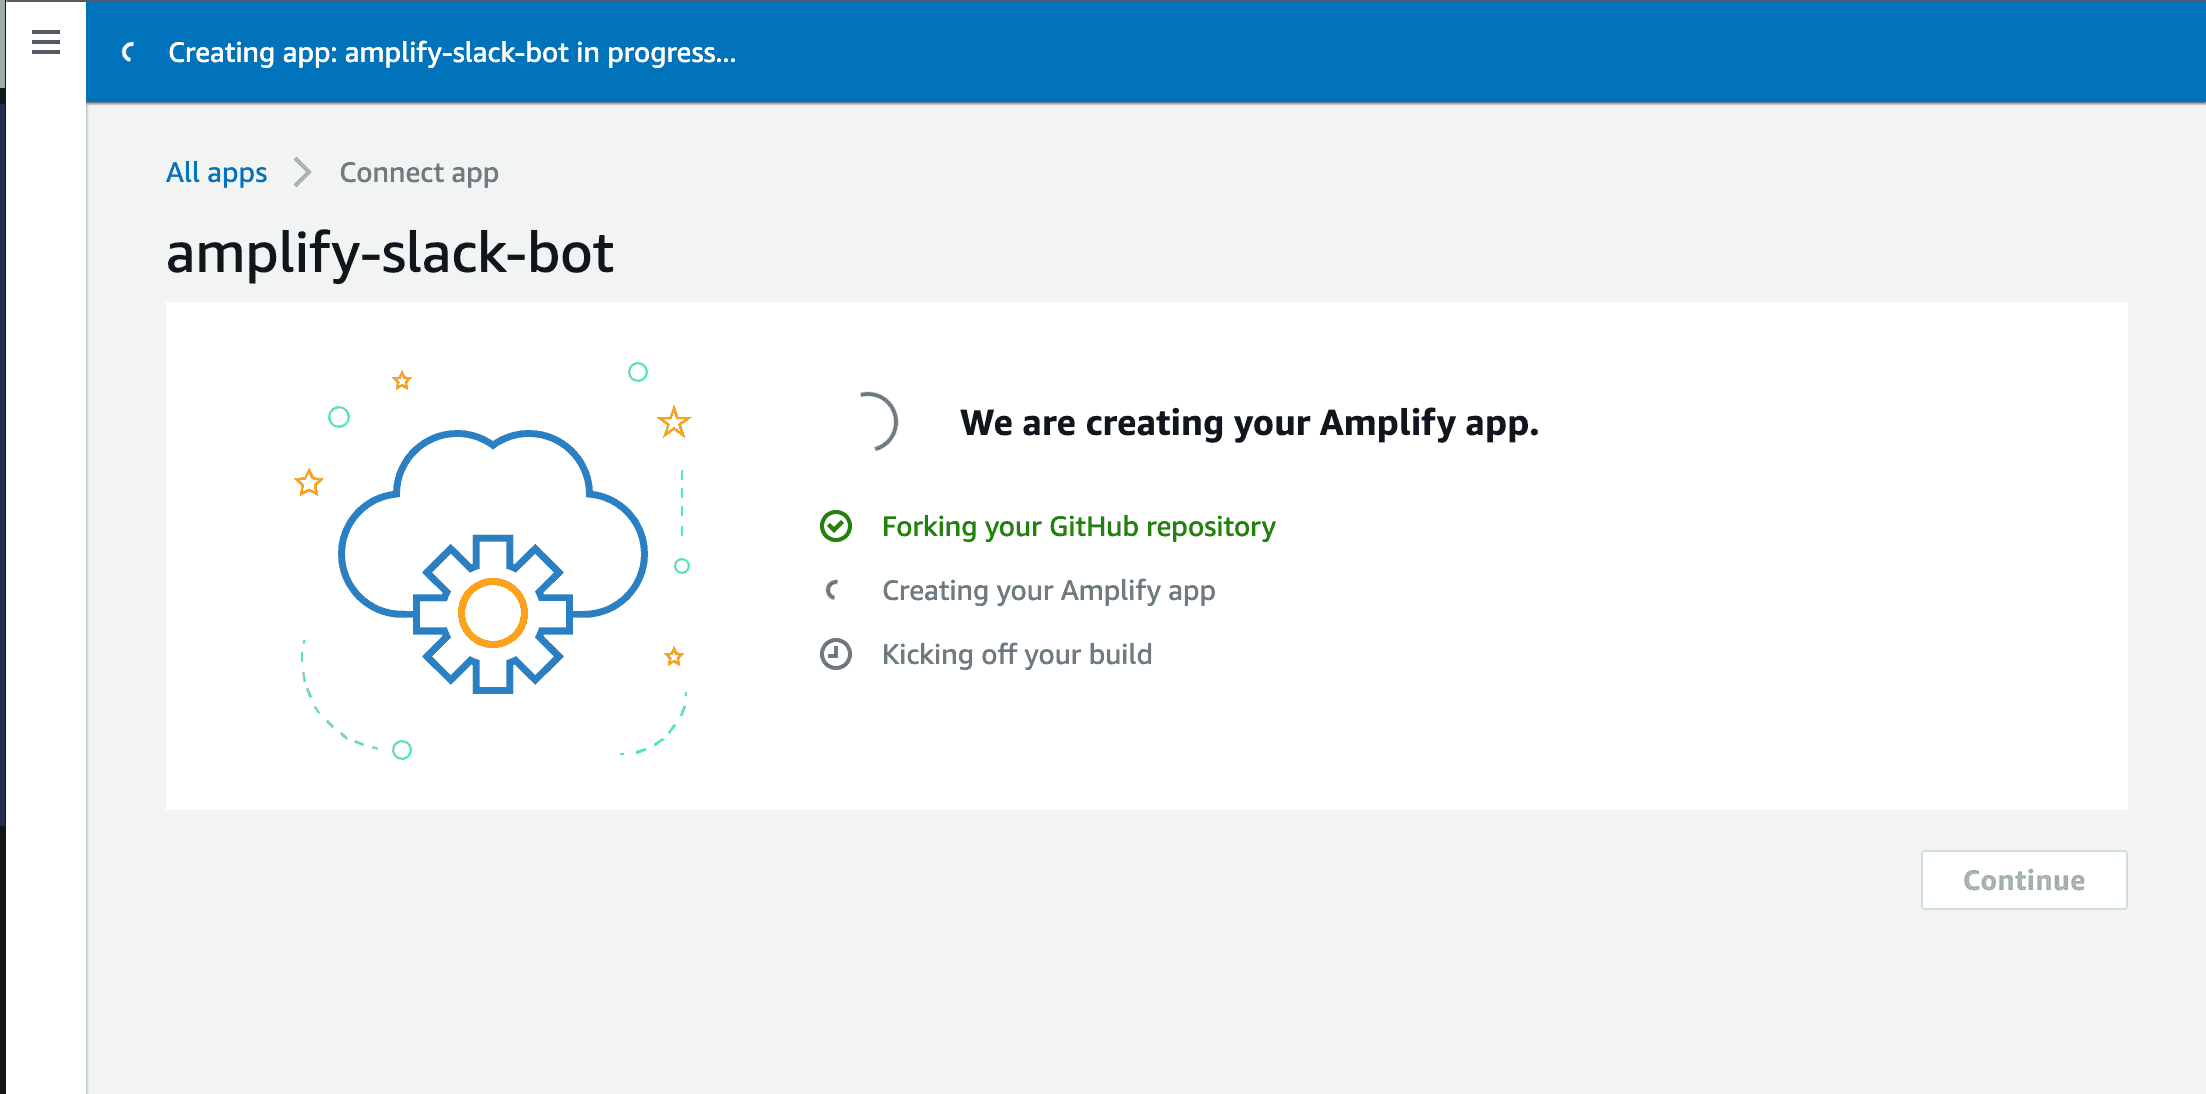 Creating app: amplify-slack-bot in progress...
All apps Connect app
amplify-slack-bot
We are creating your Amplify app.
Forking your GitHub repository
Creating your Amplify app
Kicking off your build
Continue